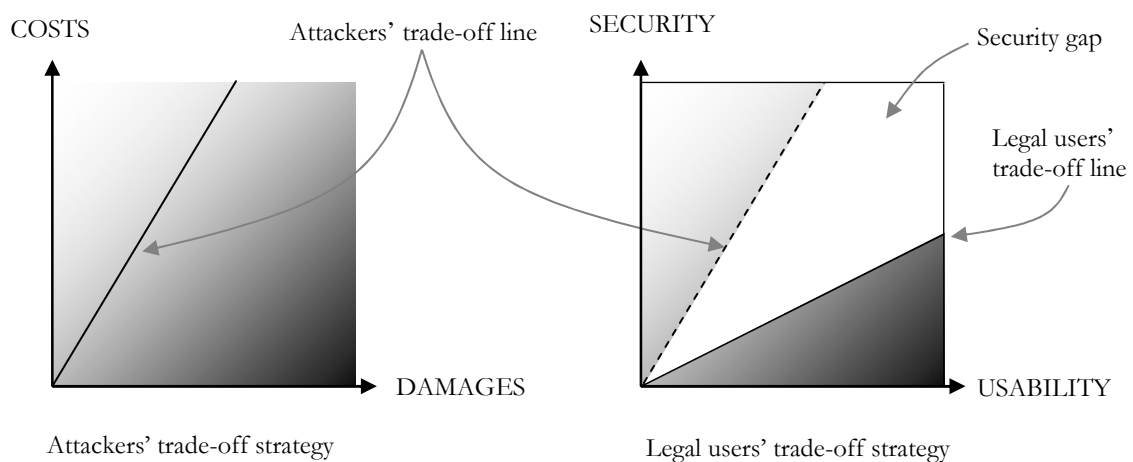 COSTS
Attackers’ trade-off line
SECURITY
Security gap
Legal users’
trade-off line
DAMAGES
USABILITY
Attackers’ trade-off strategy
Legal users’ trade-off strategy